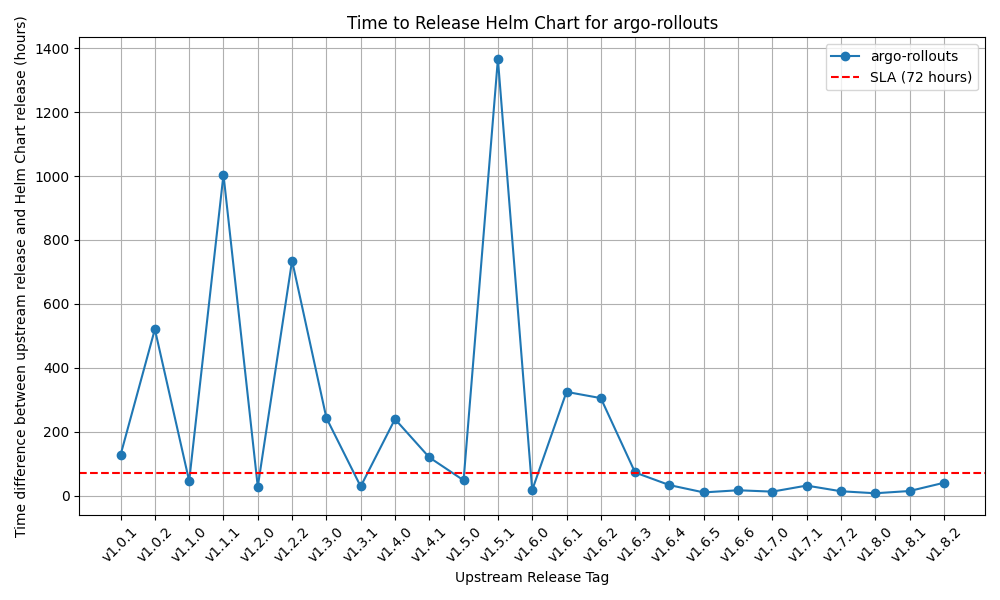 Time to Release Helm Chart for argo-rollouts
Time difference between upstream release and Helm Chart release (hours)
1400
1200
1000
800
600
400
200
0
argo-rollouts
SLA (72 hours)
v1.0.1
v1.0.2
v1.1.0
v1.1.1
v1.2.0
v1.2.2
v1.3.0
v1.3.1
v1.4.0
v1.4.1
v1.5.0
v1.5.1
v1.6.0
v1.6.1
v1.6.2
v1.6.3
v1.6.4
v1.6.5
v1.6.6
v1.7.0
v1.7.1
v1.7.2
v1.8.0
v1.8.1
v1.8.2
Upstream Release Tag